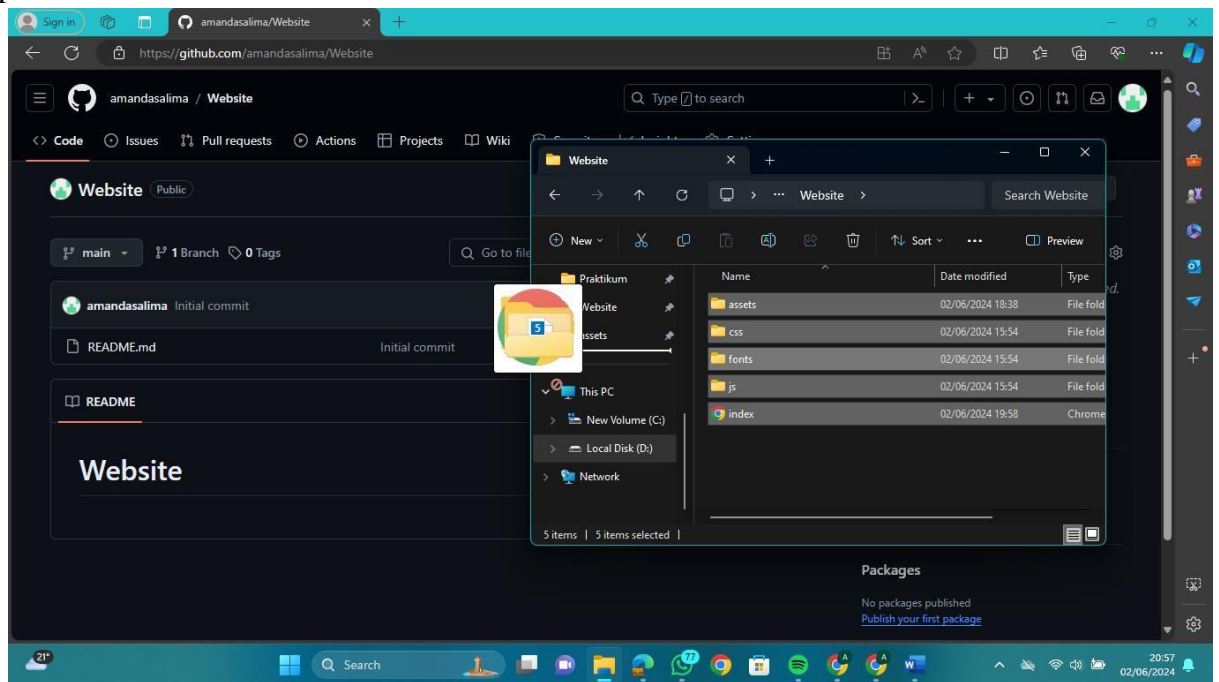 Sign in
amandasalima/Website
https://github.com/amandasalima/Website
amandasalima / Website
Type / to search
Code Issues Pull requests Actions Projects Wiki
Website Public
main 1 Branch 0 Tags
Go to file
amandasalima Initial commit
README.md Initial commit
README
Website
Website
Website
Search Website
New Sort Preview
Praktikum
Website
This PC
New Volume (C:)
Local Disk (D:)
Network
Name Date modified Type
assets 02/06/2024 18:38 File fold
css 02/06/2024 15:54 File fold
fonts 02/06/2024 15:54 File fold
js 02/06/2024 15:54 File fold
index 02/06/2024 19:58 Chrome
5
5 items 5 items selected
Packages
No packages published
Publish your first package
21°
Search
77
20:57
02/06/2024